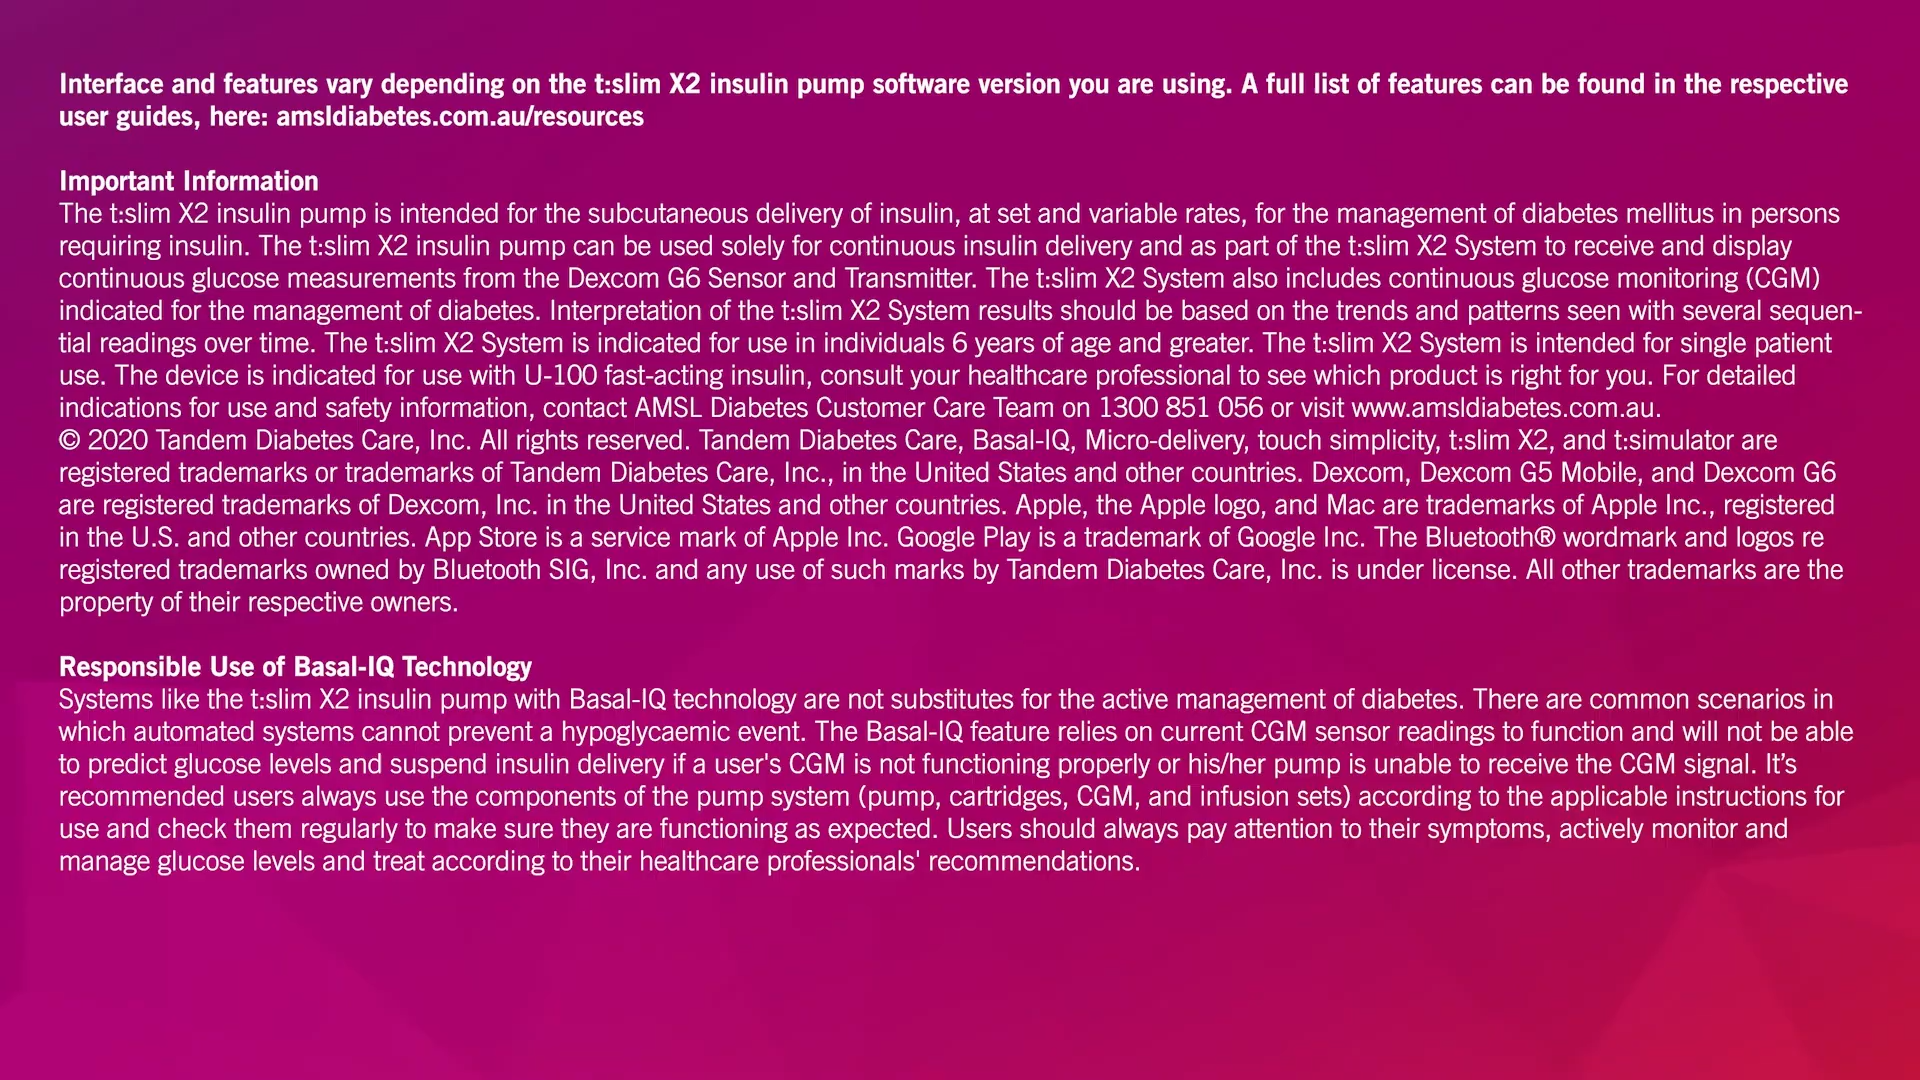 Interface and features vary depending on the t:slim X2 insulin pump software version you are using. A full list of features can be found in the respective
user guides, here: amsldiabetes.com.au/resources
Important Information
The t:slim X2 insulin pump is intended for the subcutaneous delivery of insulin, at set and variable rates, for the management of diabetes mellitus in persons
requiring insulin. The t:slim X2 insulin pump can be used solely for continuous insulin delivery and as part of the t:slim X2 System to receive and display
continuous glucose measurements from the Dexcom G6 Sensor and Transmitter. The t:slim X2 System also includes continuous glucose monitoring (CGM)
indicated for the management of diabetes. Interpretation of the t:slim X2 System results should be based on the trends and patterns seen with several sequen-
tial readings over time. The t:slim X2 System is indicated for use in individuals 6 years of age and greater. The t:slim X2 System is intended for single patient
use. The device is indicated for use with U-100 fast-acting insulin, consult your healthcare professional to see which product is right for you. For detailed
indications for use and safety information, contact AMSL Diabetes Customer Care Team on 1300 851 056 or visit www.amsldiabetes.com.au.
© 2020 Tandem Diabetes Care, Inc. All rights reserved. Tandem Diabetes Care, Basal-IQ, Micro-delivery, touch simplicity, t:slim X2, and t:simulator are
registered trademarks or trademarks of Tandem Diabetes Care, Inc., in the United States and other countries. Dexcom, Dexcom G5 Mobile, and Dexcom G6
are registered trademarks of Dexcom, Inc. in the United States and other countries. Apple, the Apple logo, and Mac are trademarks of Apple Inc., registered
in the U.S. and other countries. App Store is a service mark of Apple Inc. Google Play is a trademark of Google Inc. The Bluetooth® wordmark and logos re
registered trademarks owned by Bluetooth SIG, Inc. and any use of such marks by Tandem Diabetes Care, Inc. is under license. All other trademarks are the
property of their respective owners.
Responsible Use of Basal-IQ Technology
Systems like the t:slim X2 insulin pump with Basal-IQ technology are not substitutes for the active management of diabetes. There are common scenarios in
which automated systems cannot prevent a hypoglycaemic event. The Basal-IQ feature relies on current CGM sensor readings to function and will not be able
to predict glucose levels and suspend insulin delivery if a user's CGM is not functioning properly or his/her pump is unable to receive the CGM signal. It’s
recommended users always use the components of the pump system (pump, cartridges, CGM, and infusion sets) according to the applicable instructions for
use and check them regularly to make sure they are functioning as expected. Users should always pay attention to their symptoms, actively monitor and
manage glucose levels and treat according to their healthcare professionals' recommendations.